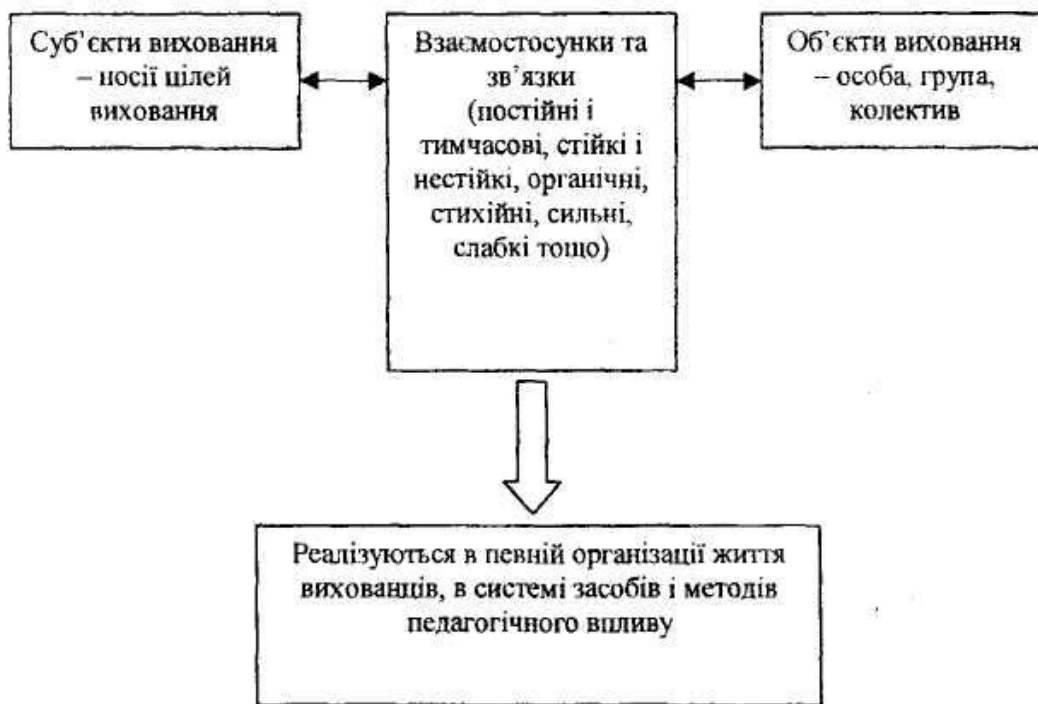 Суб’єкти виховання
– носії цілей
виховання
Взаємостосунки та
зв’язки
(постійні і
тимчасові, стійкі і
нестійкі, органічні,
стихійні, сильні,
слабкі тощо)
Об’єкти виховання
– особа, група,
колектив
Реалізуються в певній організації життя
вихованців, в системі засобів і методів
педагогічного впливу